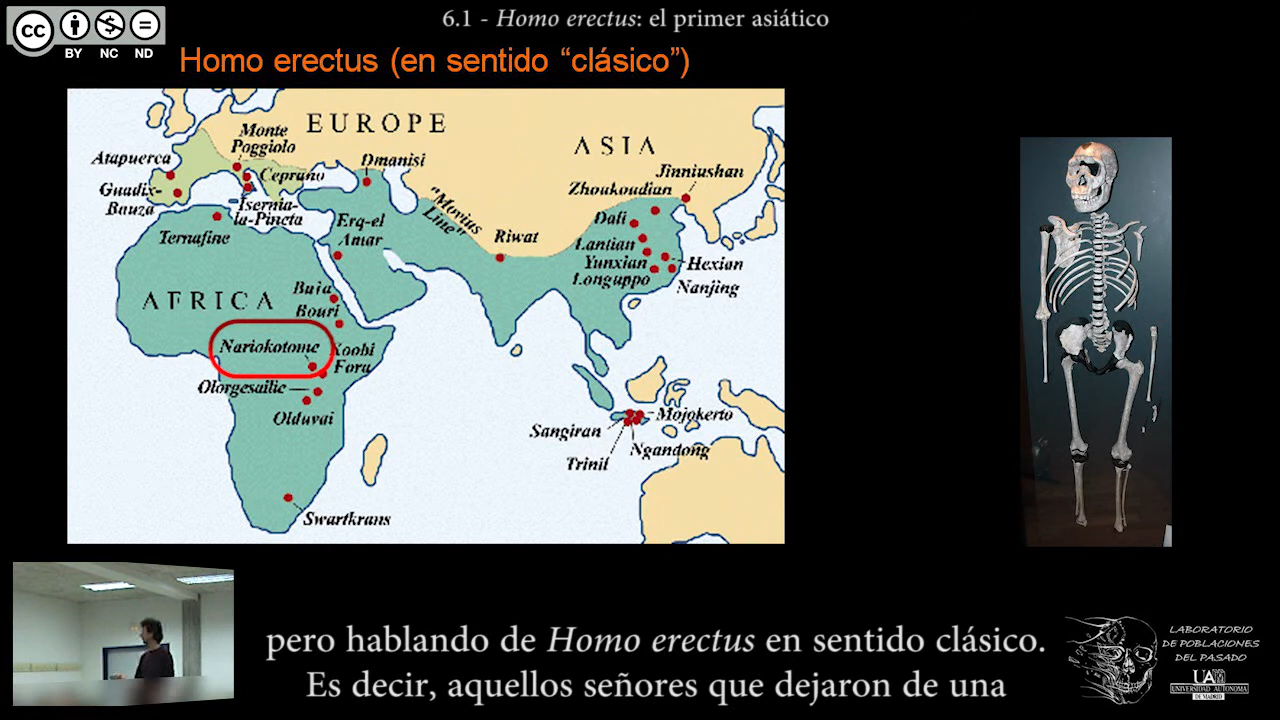 6.1 - Homo erectus: el primer asiático
cc
BY NC ND
Homo erectus (en sentido “clásico”)
EUROPE
ASIA
AFRICA
Monte
Poggiolo
Atapuerca
Ceprano
Guadix-
Bauza
Isernia-
la-Pineta
Ternafine
Dmanisi
"Movius
Line"
Erq-el
Amar
Riwat
Jinniushan
Zhoukoudian
Dali
Lantian
Yunxian
Longuppo
Hexian
Nanjing
Buia
Bouri
Nariokotome
Koobi
Fora
Olorgesailie
Olduvai
Swartkrans
Sangiran
Trinil
Mojokerto
Ngandong
pero hablando de Homo erectus en sentido clásico.
Es decir, aquellos señores que dejaron de una
LABORATORIO
DE POBLACIONES
DEL PASADO
UAM
UNIVERSIDAD AUTONOMA
DE MADRID